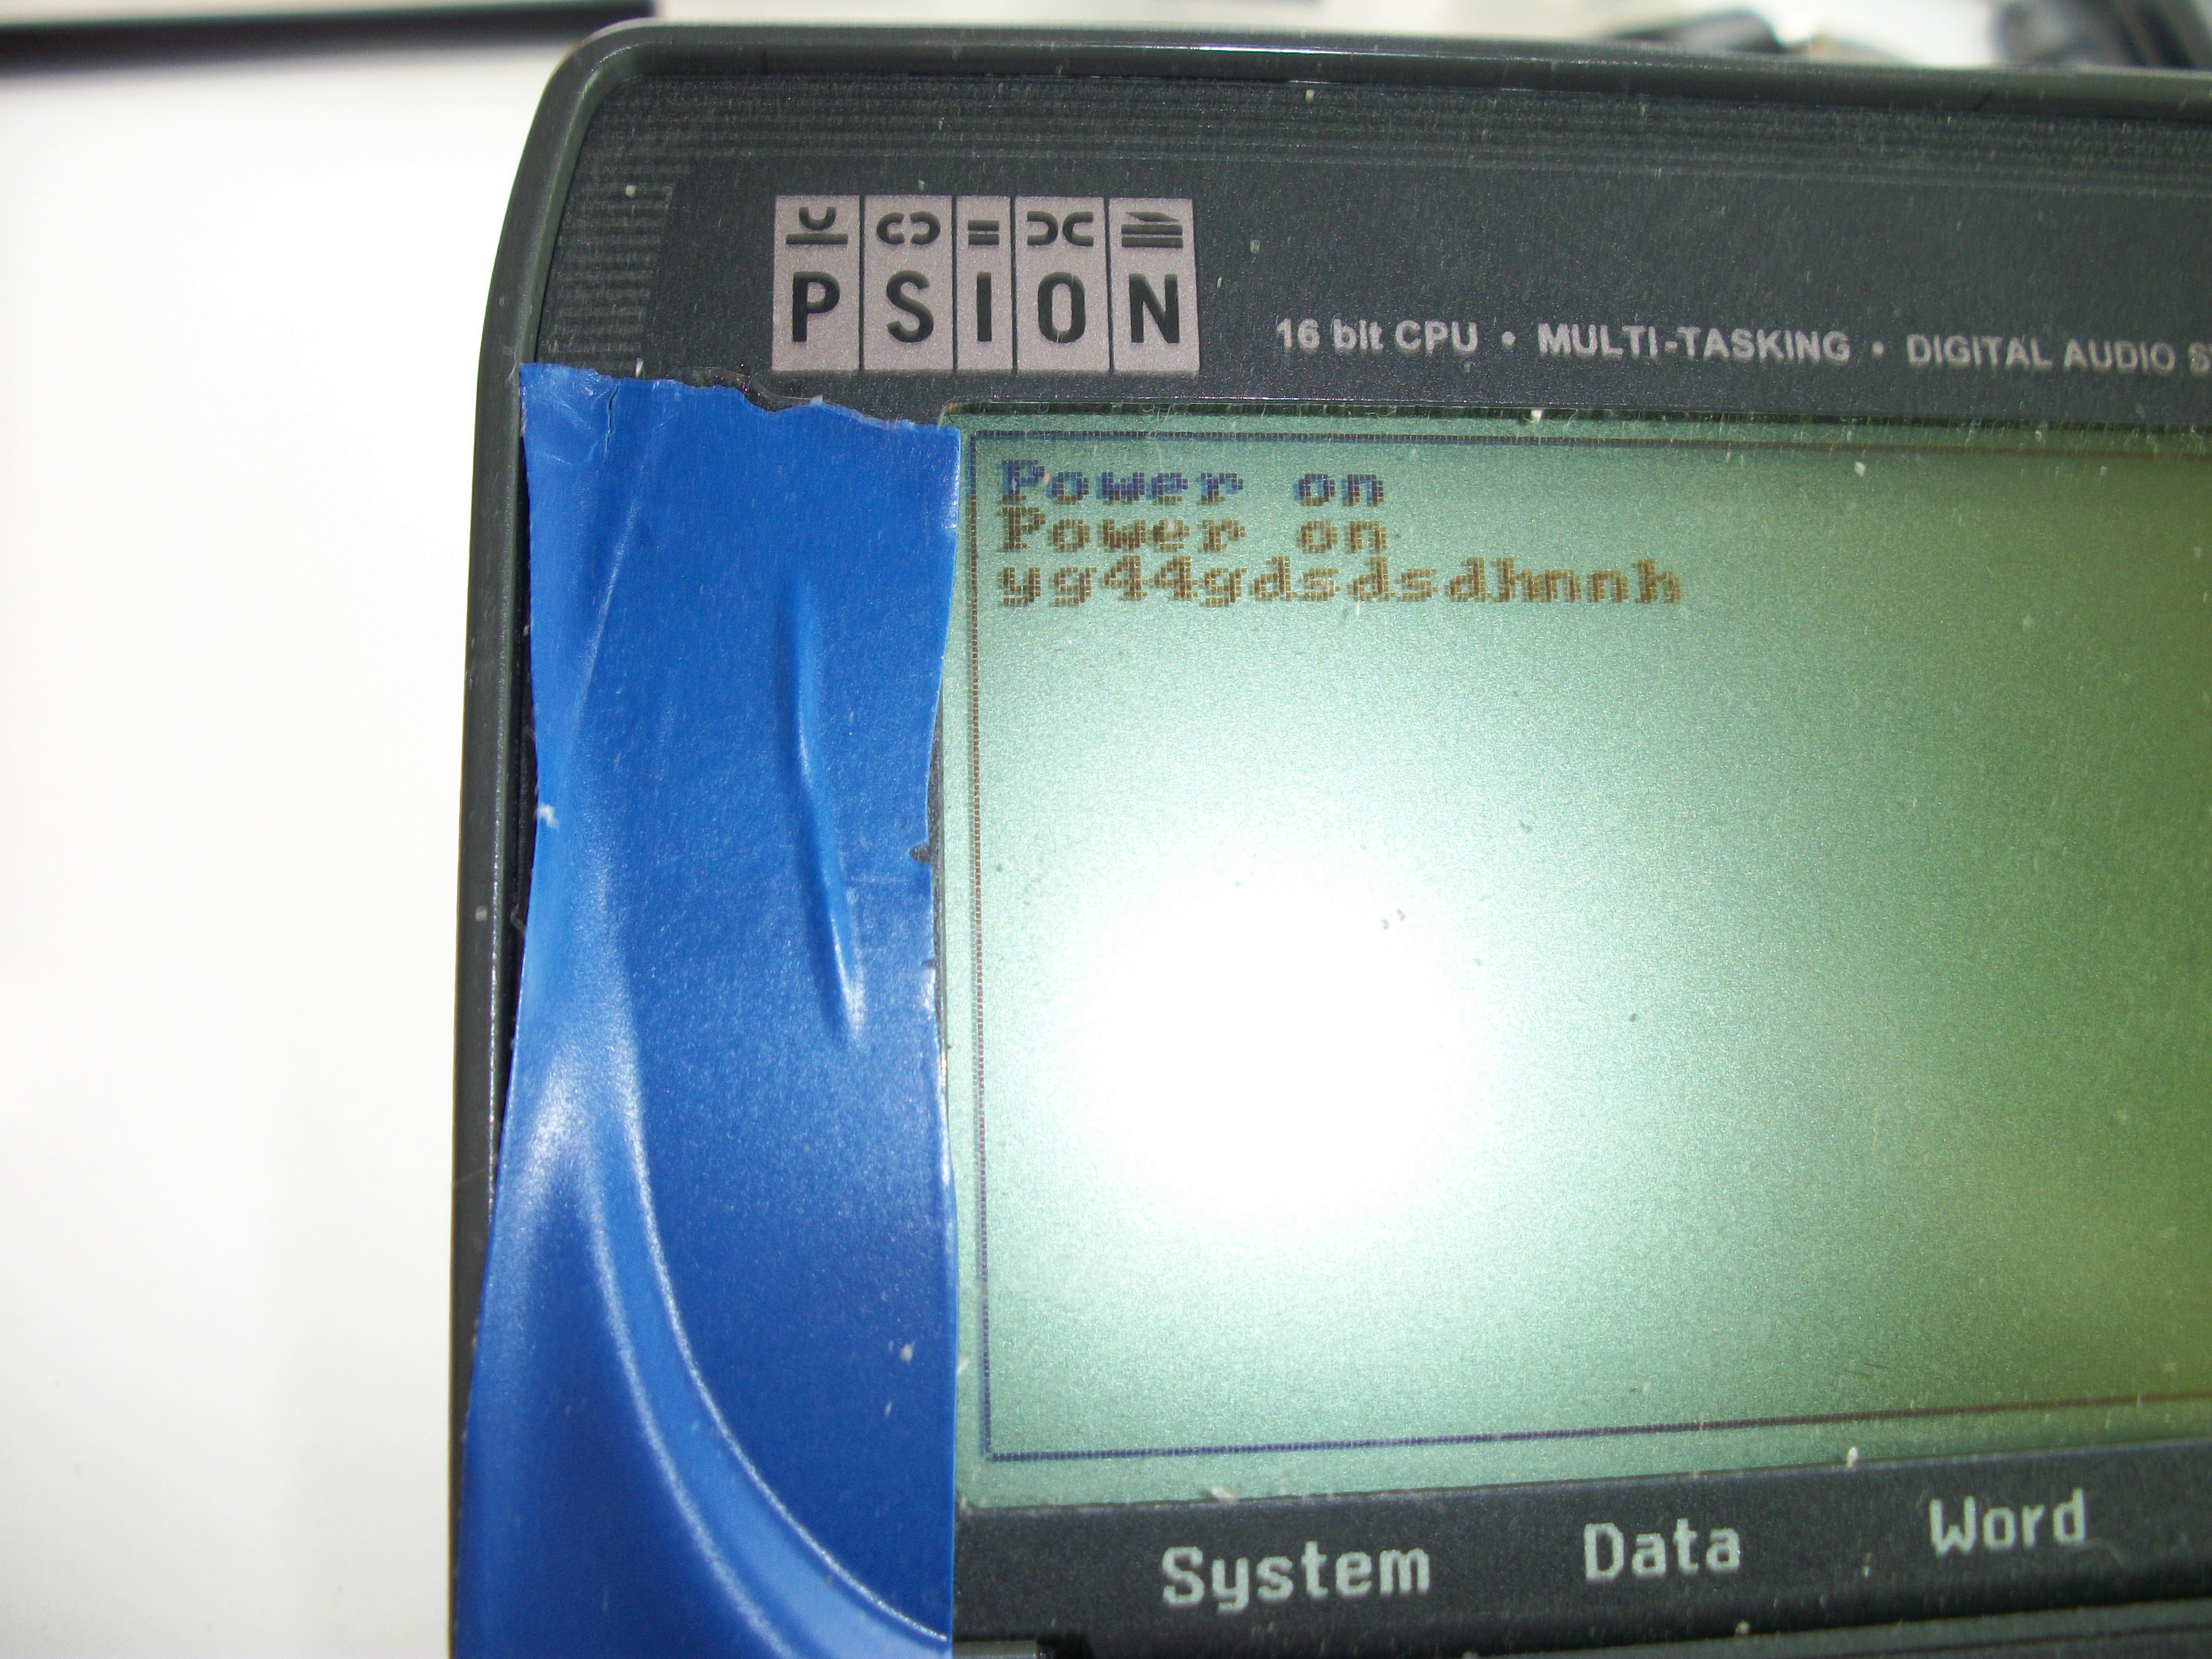 PSION
16 bit CPU • MULTI-TASKING • DIGITAL AUDIO
Power on
Power on
yg44gdsdsdhnnh
System Data Word